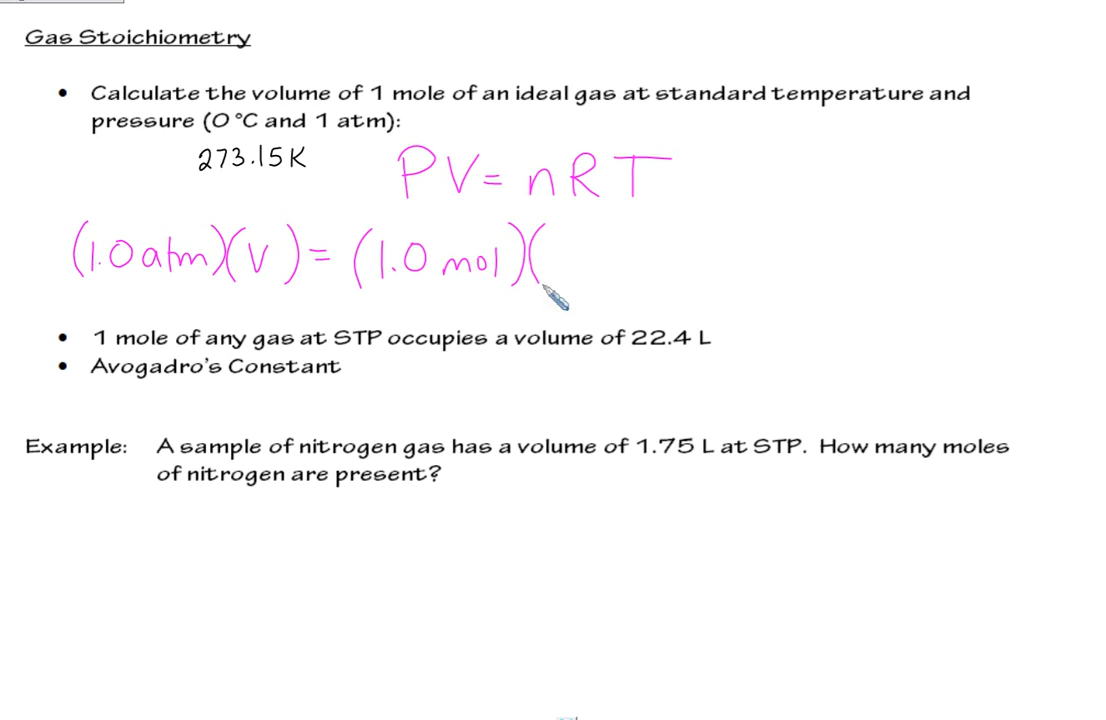 Gas Stoichiometry
• Calculate the volume of 1 mole of an ideal gas at standard temperature and
pressure (0 °C and 1 atm):
273.15K
PV = nRT
(1.0 atm)(V) = (1.0 mol)(
• 1 mole of any gas at STP occupies a volume of 22.4 L
• Avogadro's Constant
Example: A sample of nitrogen gas has a volume of 1.75 L at STP. How many moles
of nitrogen are present?